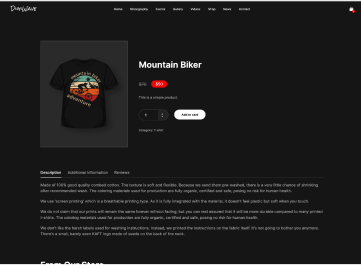 DiviWAVE
Home Photography Events Gallery Videos Shop News Contact
mountain biker
adventure
Mountain Biker
$50
This is a simple product.
Add to cart
Category: T-shirt
Description Additional information Reviews
Made of 100% good quality combed cotton. The texture is soft and flexible. Because we send them pre-washed, there is a very little chance of shrinking
after recommended wash. The coloring materials used for production are fully organic, certified and safe, posing no risk for human health.
We use 'screen printing' which is a breathable printing type. As it is fully integrated with the material, it doesn't feel plastic but soft when you touch.
We do not claim that our prints will remain the same forever without fading; but you can rest assured that it will be more durable compared to many printed
t-shirts. The coloring materials used for production are fully organic, certified and safe, posing no risk for human health.
We don't like the harsh labels used for washing instructions. Instead, we printed the instructions on the fabric itself. It's not going to bother you anymore.
There's a small, barely seen KAFT logo made of suede on the back of the neck.
From Our Store